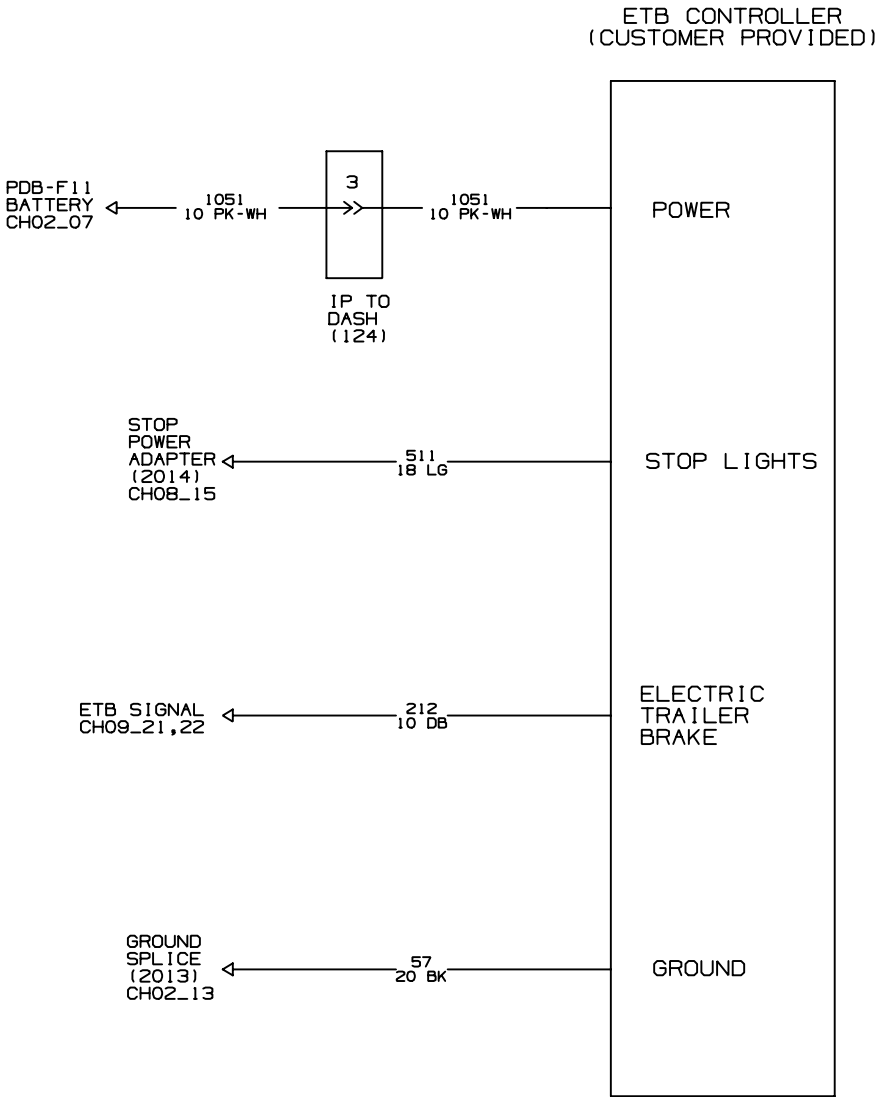 ETB CONTROLLER
(CUSTOMER PROVIDED)
PDB-F11
BATTERY
CH02_07
1051
10 PK-WH
3
1051
10 PK-WH
POWER
IP TO
DASH
(124)
STOP
POWER
ADAPTER
(2014)
CH08_15
511
18 LG
STOP LIGHTS
ETB SIGNAL
CH09_21,22
212
10 DB
ELECTRIC
TRAILER
BRAKE
GROUND
SPLICE
(2013)
CH02_13
57
20 BK
GROUND